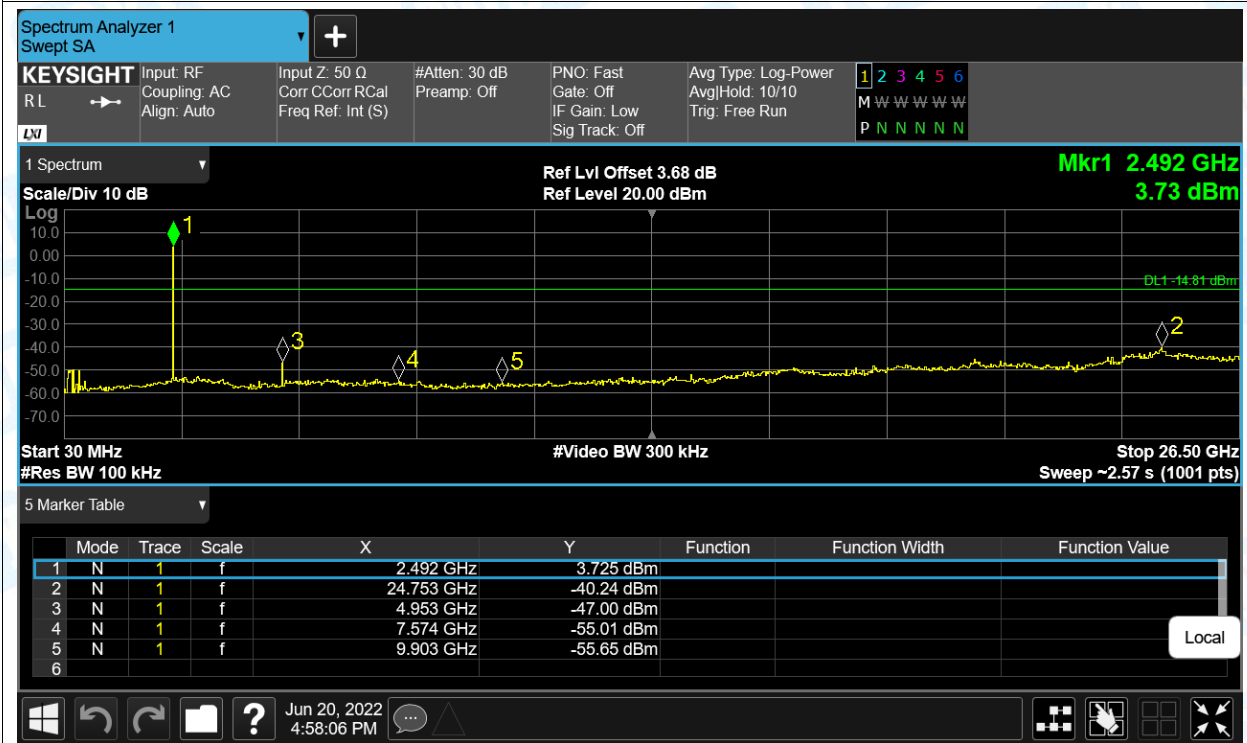 Spectrum Analyzer 1
Swept SA
KEYSIGHT
R L
LXI
Input: RF
Coupling: AC
Align: Auto
Input Z: 50 Ω
Corr CCorr RCal
Freq Ref: Int (S)
#Atten: 30 dB
Preamp: Off
PNO: Fast
Gate: Off
IF Gain: Low
Sig Track: Off
Avg Type: Log-Power
Avg|Hold: 10/10
Trig: Free Run
1 2 3 4 5 6
M W W W W W
P N N N N N
1 Spectrum
Scale/Div 10 dB
Ref Lvl Offset 3.68 dB
Ref Level 20.00 dBm
Mkr1 2.492 GHz
3.73 dBm
Log
10.0
0.00
-10.0
-20.0
-30.0
-40.0
-50.0
-60.0
-70.0
1
DL1 -14.81 dBm
2
3
4
5
Start 30 MHz
#Res BW 100 kHz
#Video BW 300 kHz
Stop 26.50 GHz
Sweep ~2.57 s (1001 pts)
5 Marker Table
Mode Trace Scale X Y Function Function Width Function Value
1 N 1 f 2.492 GHz 3.725 dBm
2 N 1 f 24.753 GHz -40.24 dBm
3 N 1 f 4.953 GHz -47.00 dBm
4 N 1 f 7.574 GHz -55.01 dBm
5 N 1 f 9.903 GHz -55.65 dBm
6
Local
?
Jun 20, 2022
4:58:06 PM